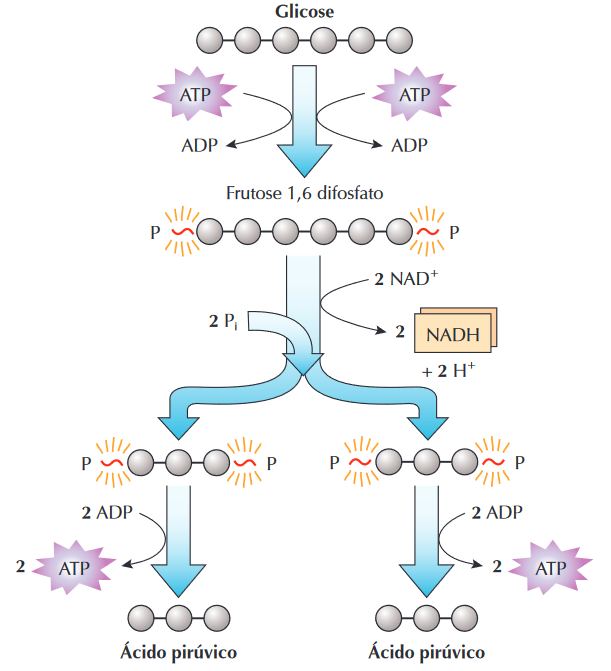 Glicose
ATP ATP
ADP ADP
Frutose 1,6 difosfato
P P
2 NAD⁺
2 Pᵢ
2 NADH
+ 2 H⁺
P P P P
2 ADP 2 ADP
2 ATP 2 ATP
Ácido pirúvico Ácido pirúvico